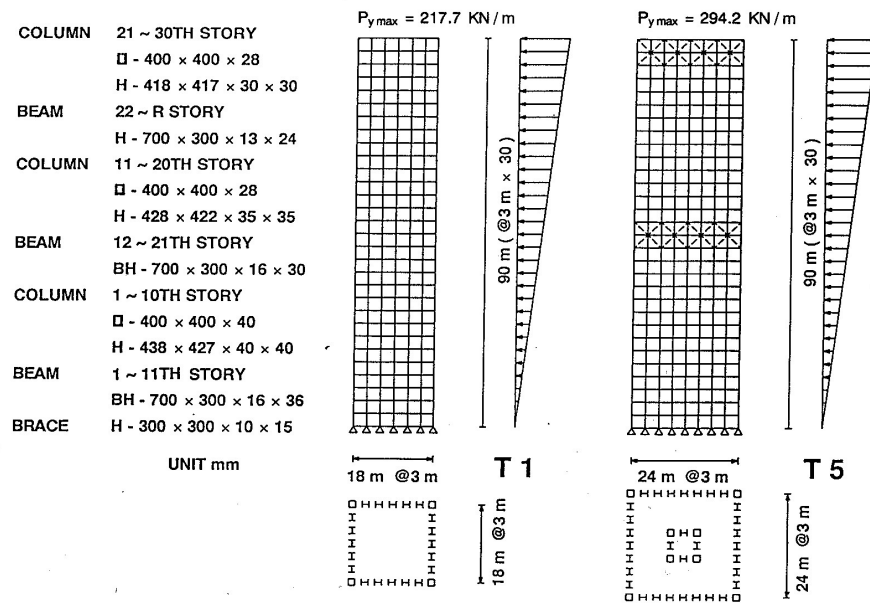 COLUMN 21 ~ 30TH STORY
□ - 400 × 400 × 28
H - 418 × 417 × 30 × 30
BEAM 22 ~ R STORY
H - 700 × 300 × 13 × 24
COLUMN 11 ~ 20TH STORY
□ - 400 × 400 × 28
H - 428 × 422 × 35 × 35
BEAM 12 ~ 21TH STORY
BH - 700 × 300 × 16 × 30
COLUMN 1 ~ 10TH STORY
□ - 400 × 400 × 40
H - 438 × 427 × 40 × 40
BEAM 1 ~ 11TH STORY
BH - 700 × 300 × 16 × 36
BRACE H - 300 × 300 × 10 × 15
UNIT mm
Pymax = 217.7 KN / m
90 m ( @3 m × 30 )
18 m @3 m
T 1
18 m @3 m
Pymax = 294.2 KN / m
90 m ( @3 m × 30 )
24 m @3 m
T 5
24 m @3 m